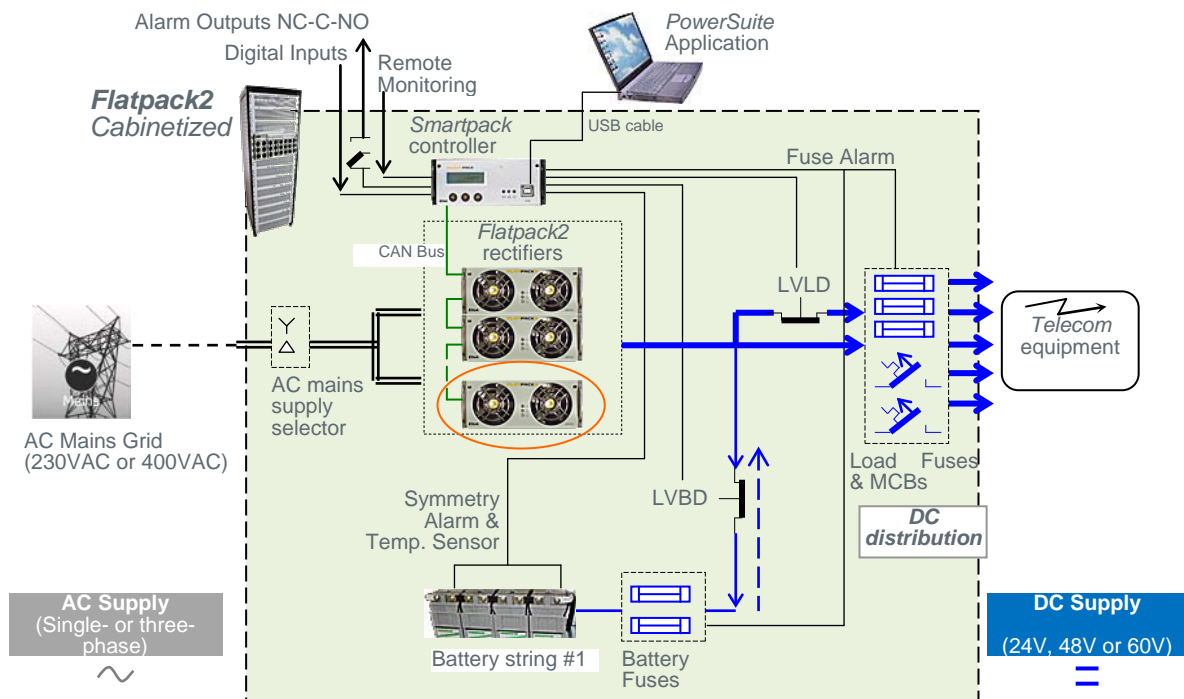 Alarm Outputs NC-C-NO
Digital Inputs
Remote
Monitoring
PowerSuite
Application
Flatpack2
Cabinetized
Smartpack
controller
USB cable
Fuse Alarm
CAN Bus
Flatpack2
rectifiers
LVLD
Telecom
equipment
Mains
AC mains
supply
selector
AC Mains Grid
(230VAC or 400VAC)
Load Fuses
& MCBs
LVBD
Symmetry
Alarm &
Temp. Sensor
DC
distribution
AC Supply
(Single- or three-
phase)
Battery string #1
Battery
Fuses
DC Supply
(24V, 48V or 60V)